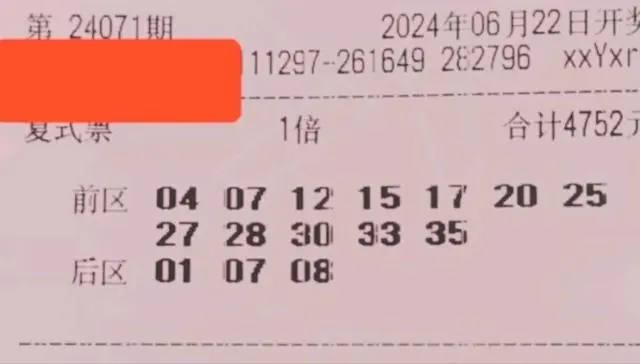 第 24071期 2024年06月22日开奖
111297-261649 282796 xxYxr
复式票 1倍 合计4752元
前区 04 07 12 15 17 20 25
27 28 30 33 35
后区 01 07 08